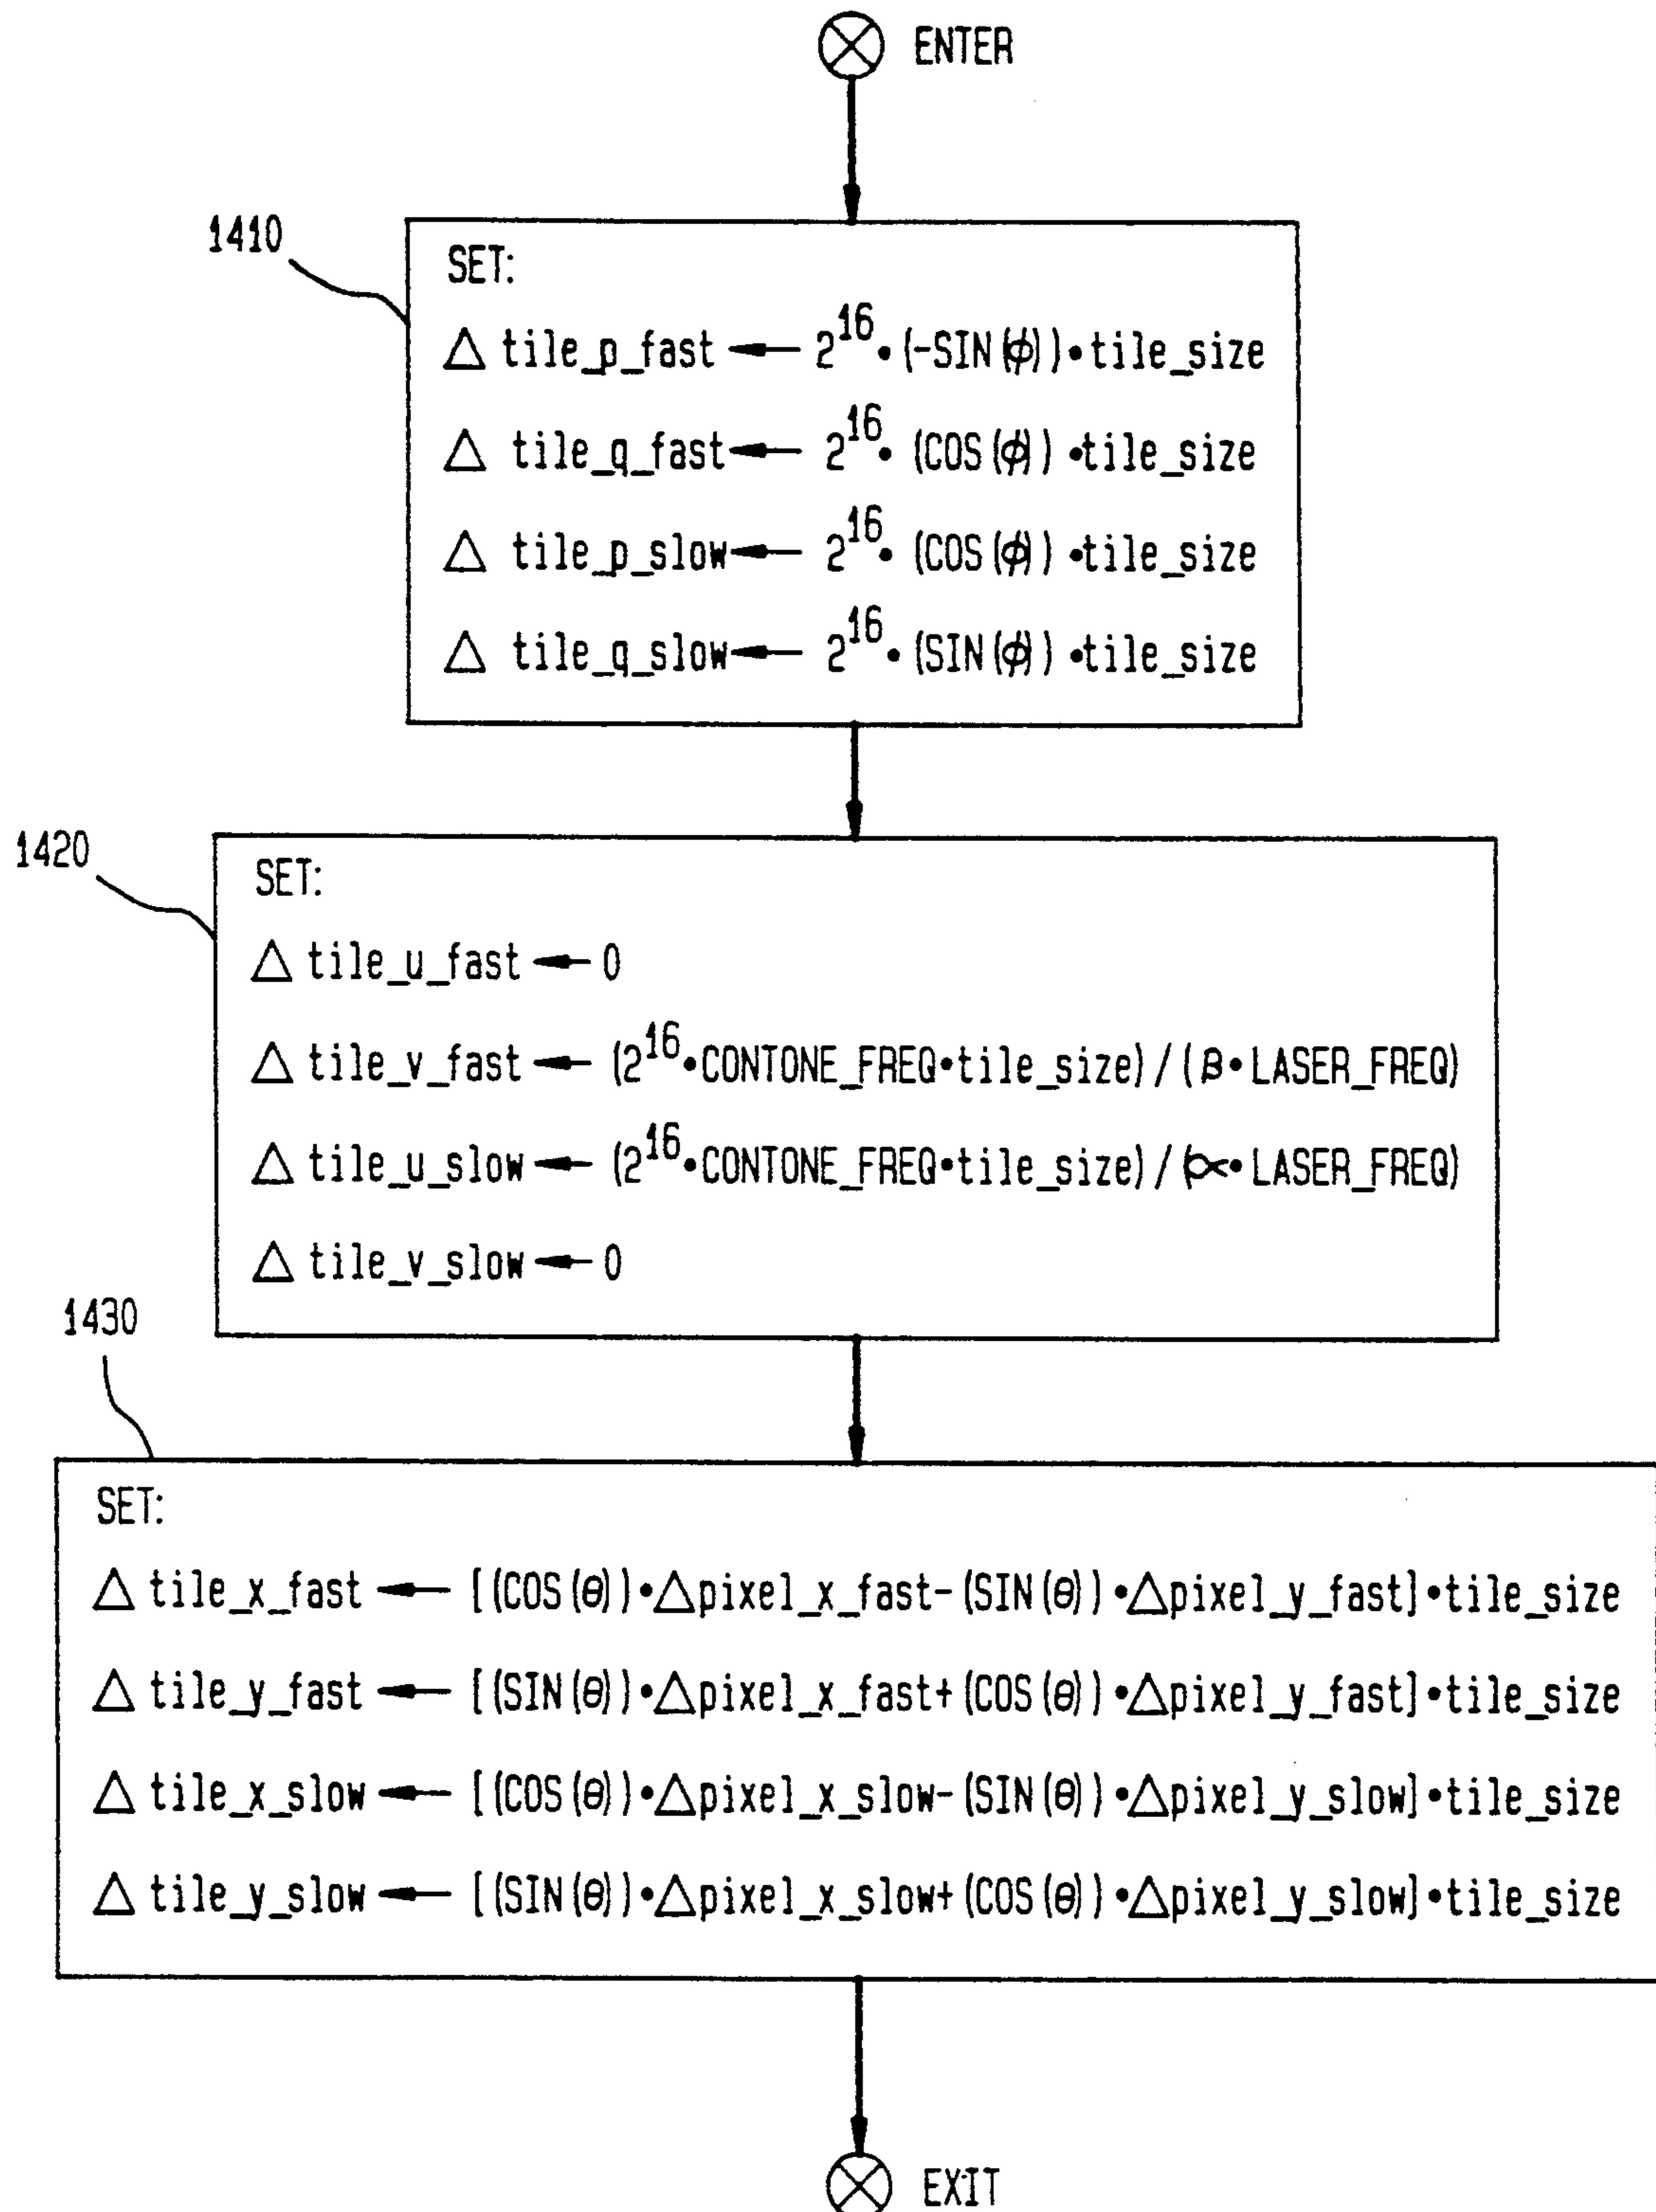 ENTER
1410
SET:
△ tile_p_fast ← 2^16•(-SIN(ϕ))•tile_size
△ tile_q_fast ← 2^16•(COS(ϕ))•tile_size
△ tile_p_slow ← 2^16•(COS(ϕ))•tile_size
△ tile_q_slow ← 2^16•(SIN(ϕ))•tile_size
1420
SET:
△ tile_u_fast ← 0
△ tile_v_fast ← (2^16•CONTONE_FREQ•tile_size)/(β•LASER_FREQ)
△ tile_u_slow ← (2^16•CONTONE_FREQ•tile_size)/(∝•LASER_FREQ)
△ tile_v_slow ← 0
1430
SET:
△ tile_x_fast ← [(COS(θ))•△pixel_x_fast-(SIN(θ))•△pixel_y_fast]•tile_size
△ tile_y_fast ← [(SIN(θ))•△pixel_x_fast+(COS(θ))•△pixel_y_fast]•tile_size
△ tile_x_slow ← [(COS(θ))•△pixel_x_slow-(SIN(θ))•△pixel_y_slow]•tile_size
△ tile_y_slow ← [(SIN(θ))•△pixel_x_slow+(COS(θ))•△pixel_y_slow]•tile_size
EXIT